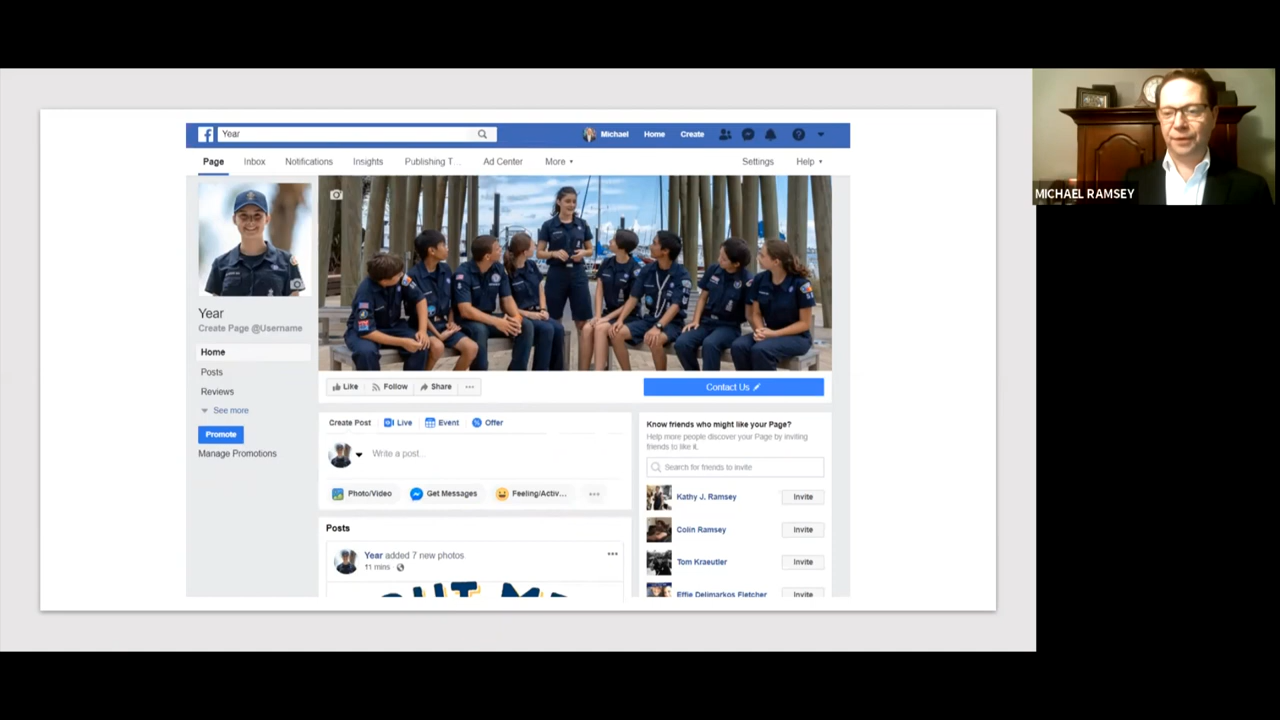 Year
Michael
Home
Create
Page
Inbox
Notifications
Insights
Publishing T...
Ad Center
More
Settings
Help
MICHAEL RAMSEY
Year
Create Page @Username
Home
Posts
Reviews
See more
Promote
Manage Promotions
Like
Follow
Share
Contact Us
Create Post
Live
Event
Offer
Write a post...
Photo/Video
Get Messages
Feeling/Activ...
Posts
Year added 7 new photos
11 mins
Know friends who might like your Page?
Help more people discover your Page by inviting
friends to like it.
Search for friends to invite
Kathy J. Ramsey
Invite
Colin Ramsey
Invite
Tom Kraeutler
Invite
Effie Delimarkos Fletcher
Invite